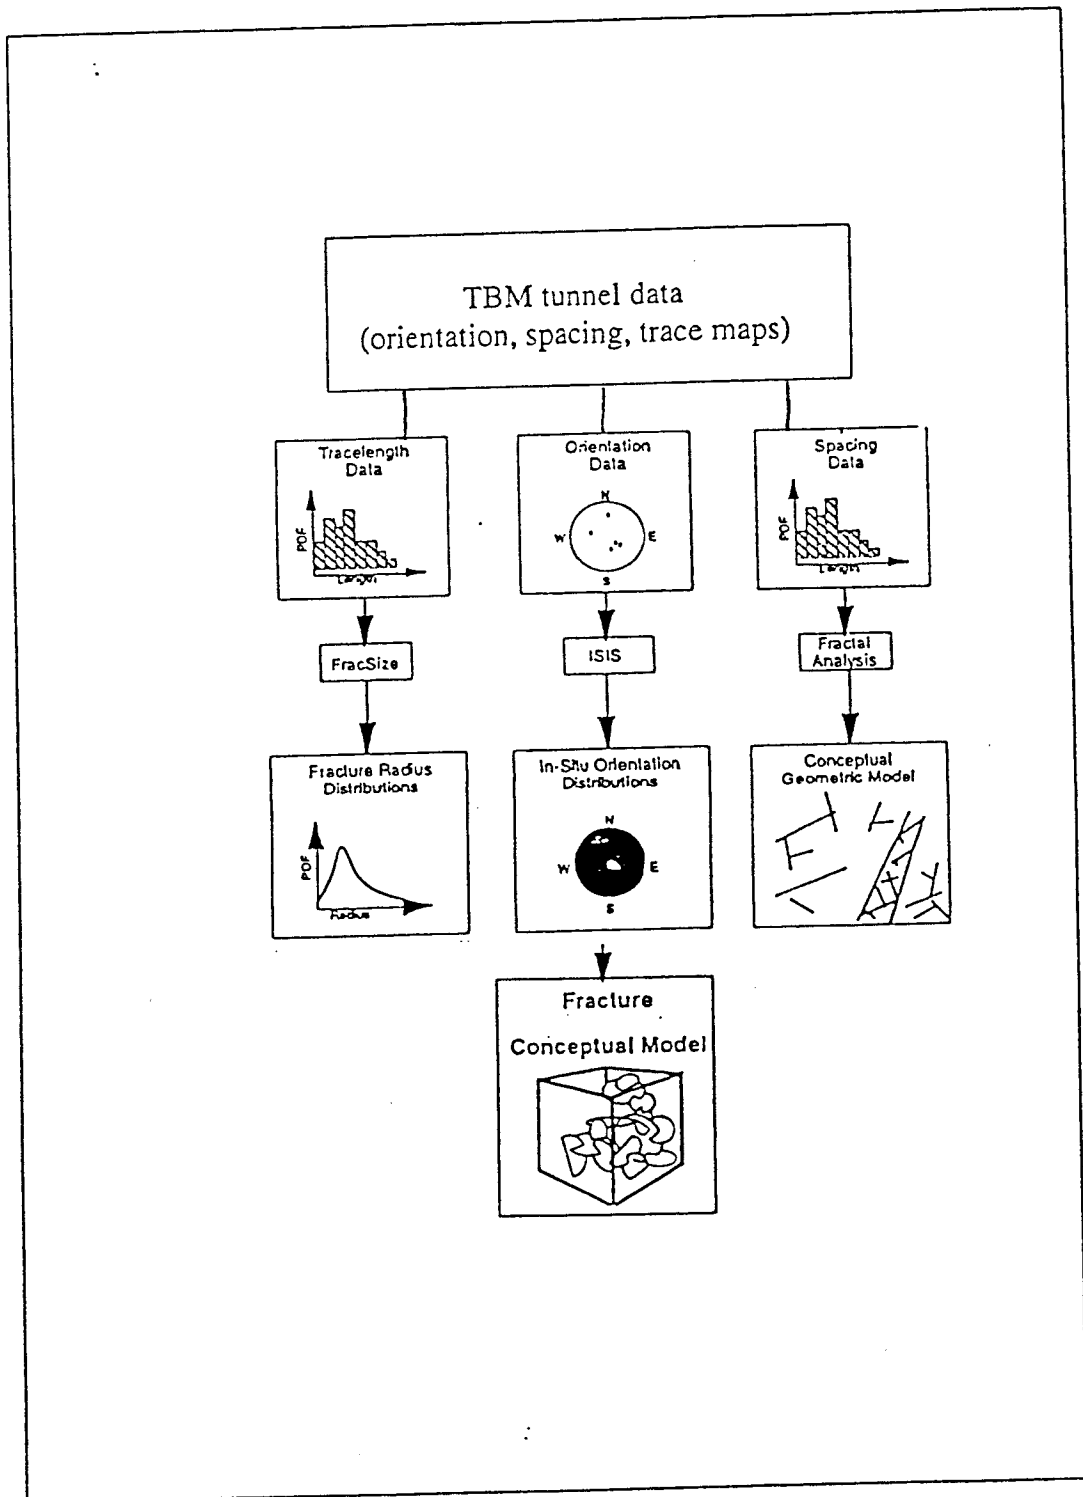 TBM tunnel data
(orientation, spacing, trace maps)
Tracelength
Data
PDF
Length
Orientation
Data
N
W
E
S
Spacing
Data
PDF
Length
FracSize
ISIS
Fractal
Analysis
Fracture Radius
Distributions
PDF
Radius
In-Situ Orientation
Distributions
N
W
E
S
Conceptual
Geometric Model
Fracture
Conceptual Model